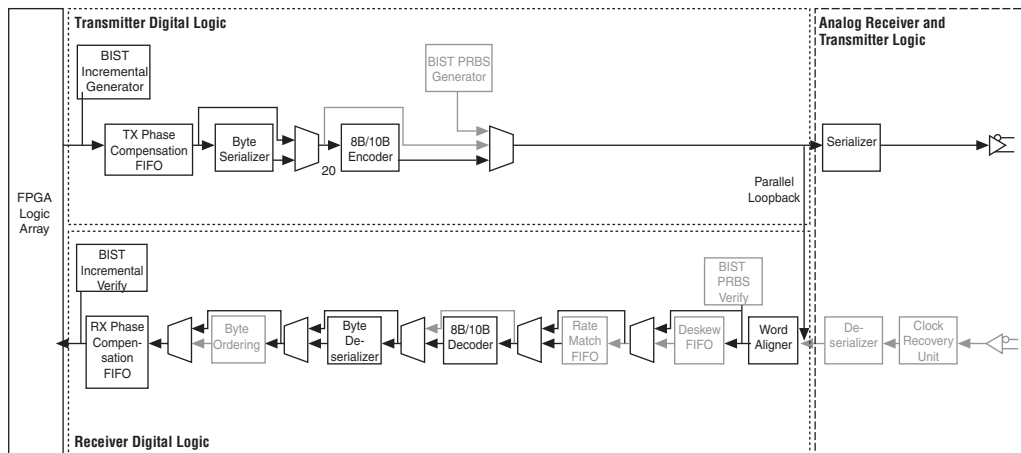 Transmitter Digital Logic
Analog Receiver and
Transmitter Logic
BIST
Incremental
Generator
BIST PRBS
Generator
TX Phase
Compensation
FIFO
Byte
Serializer
20
8B/10B
Encoder
Serializer
Parallel
Loopback
FPGA
Logic
Array
BIST
Incremental
Verify
BIST
PRBS
Verify
RX Phase
Compen-
sation
FIFO
Byte
Ordering
Byte
De-
serializer
8B/10B
Decoder
Rate
Match
FIFO
Deskew
FIFO
Word
Aligner
De-
serializer
Clock
Recovery
Unit
Receiver Digital Logic